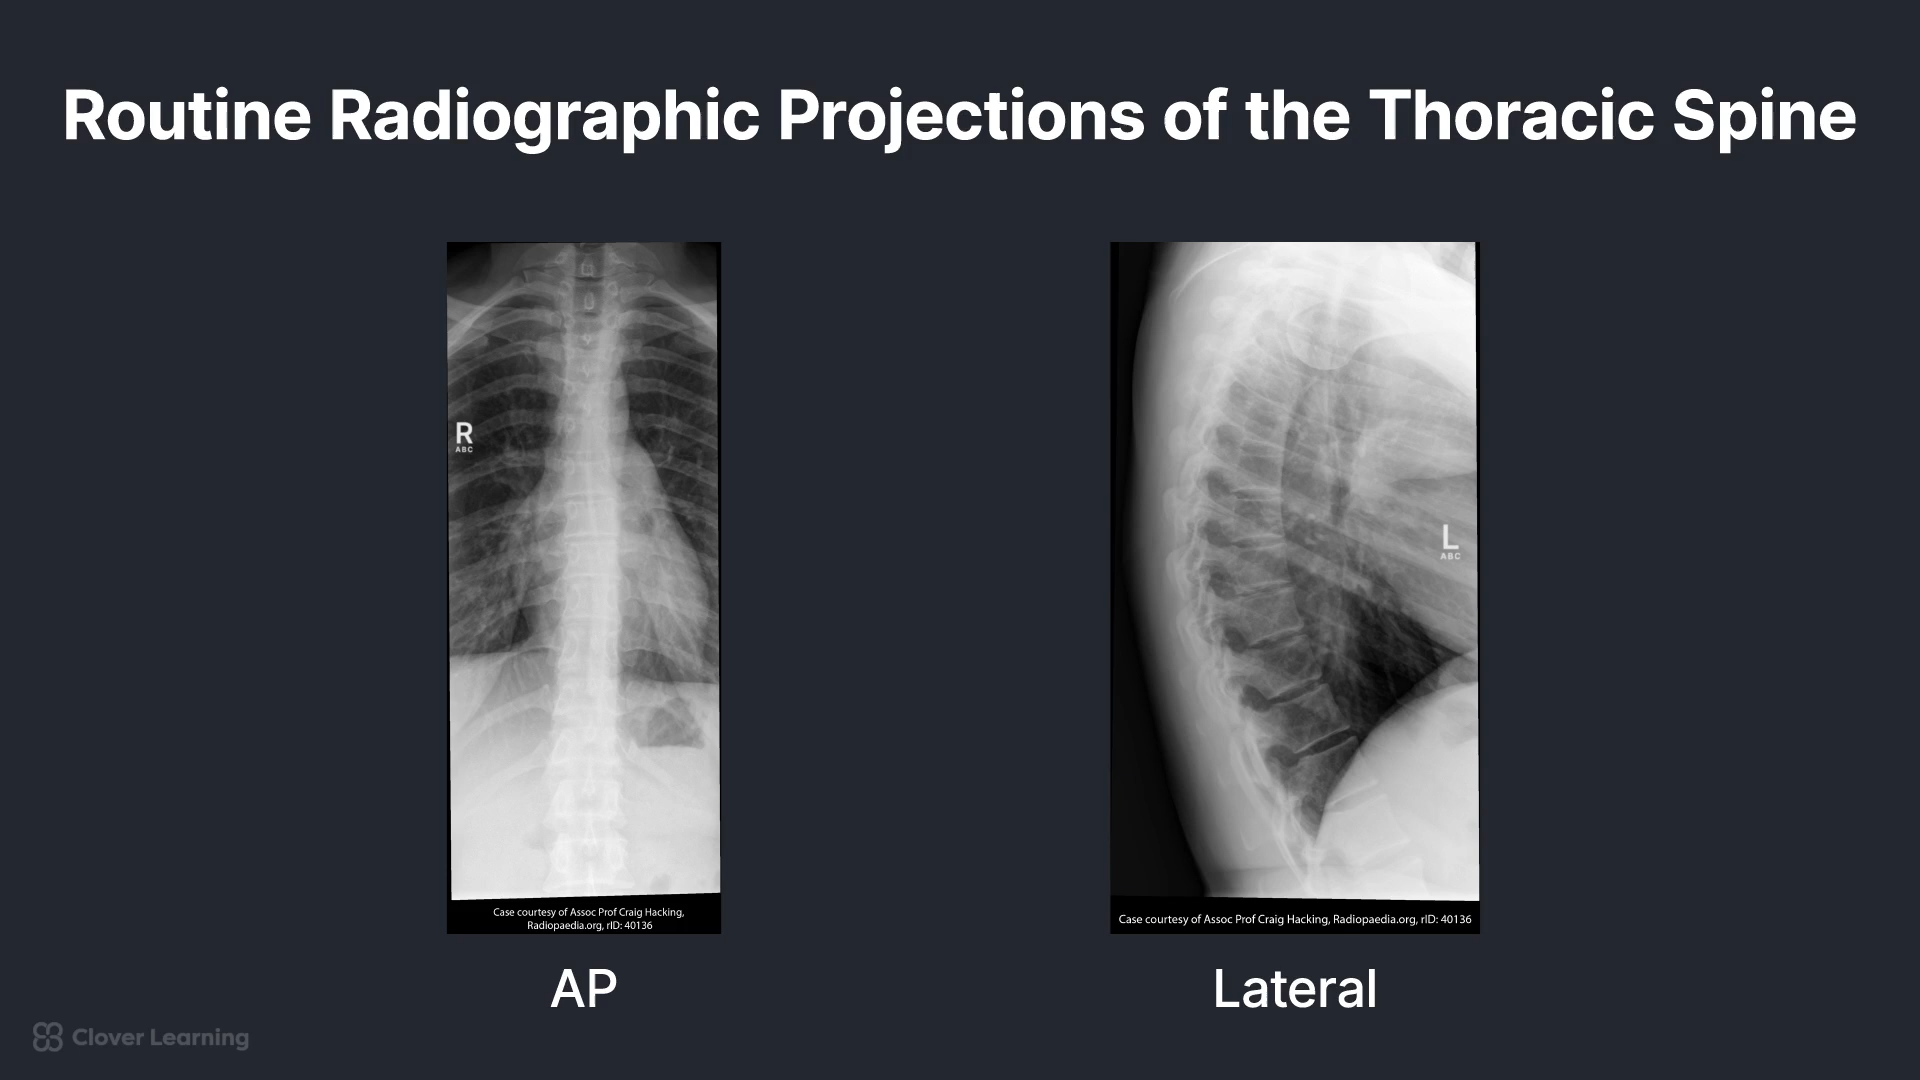 Routine Radiographic Projections of the Thoracic Spine
R
ABC
L
ABC
Case courtesy of Assoc Prof Craig Hacking,
Radiopaedia.org, rID: 40136
Case courtesy of Assoc Prof Craig Hacking, Radiopaedia.org, rID: 40136
AP
Lateral
Clover Learning